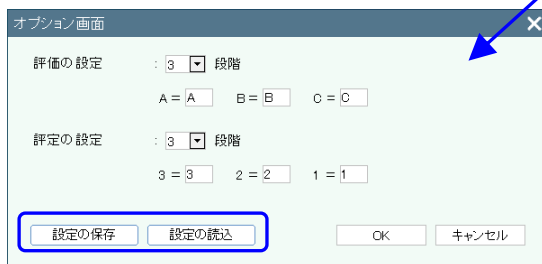 オプション画面
評価の設定 : 3 段階
A = A B = B C = C
評定の設定 : 3 段階
3 = 3 2 = 2 1 = 1
設定の保存 設定の読込 OK キャンセル